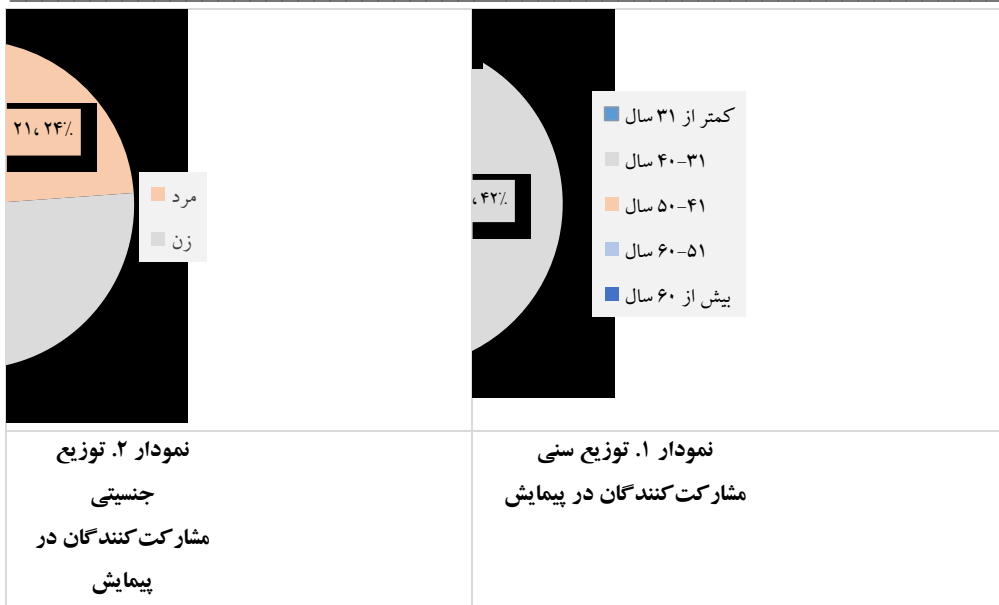 کمتر از ۳۱ سال
۳۱-۴۰ سال
۴۱-۵۰ سال
۵۱-۶۰ سال
بیش از ۶۰ سال
، ۴۲٪
نمودار ۱. توزیع سنی
مشارکت‌کنندگان در پیمایش
۲۱، ۲۴٪
مرد
زن
نمودار ۲. توزیع
جنسیتی
مشارکت‌کنندگان در
پیمایش